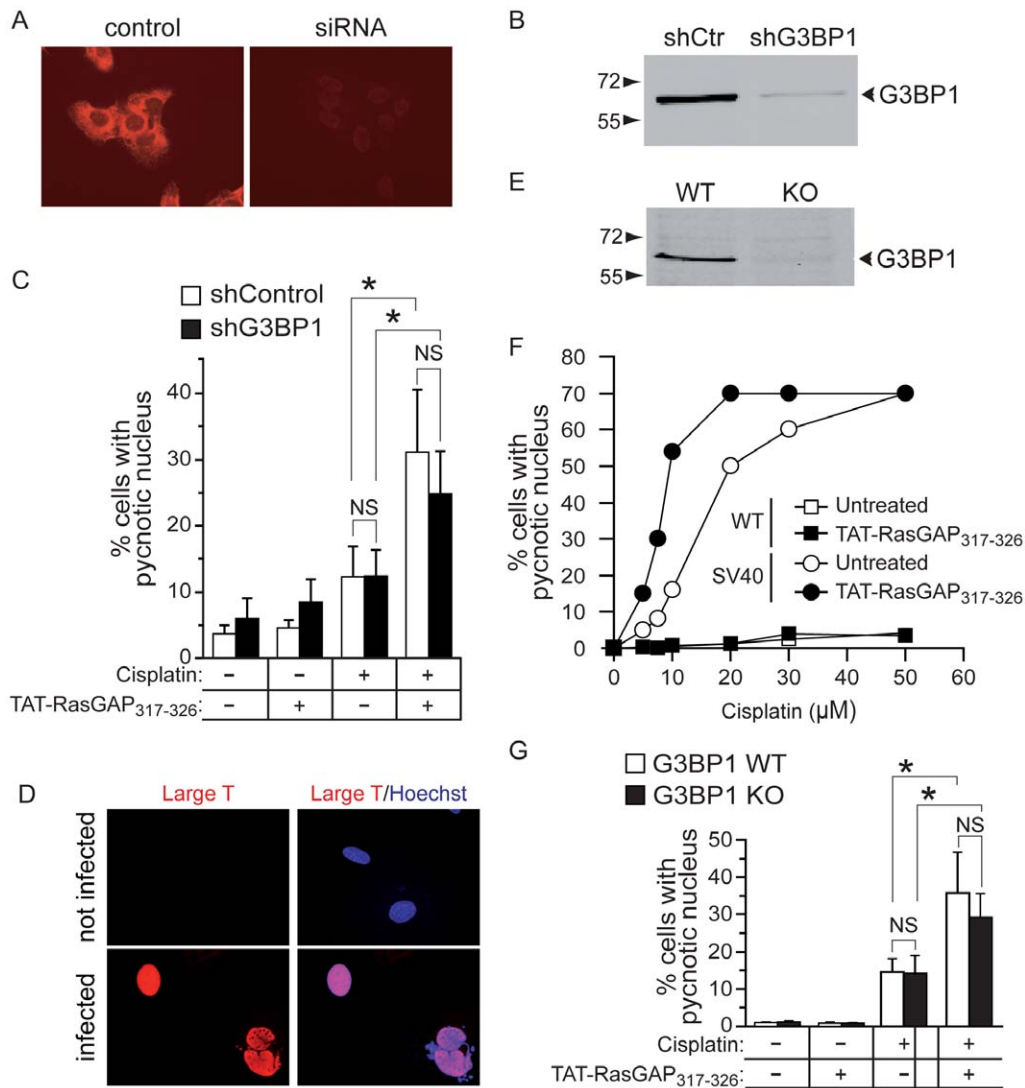 A
control siRNA
B
shCtr shG3BP1
72
55
G3BP1
E
WT KO
72
55
G3BP1
C
shControl
shG3BP1
*
*
NS
NS
% cells with
pycnotic nucleus
40
30
20
10
0
Cisplatin: – – + +
TAT-RasGAP317-326: – + – +
F
% cells with
pycnotic nucleus
80
70
60
50
40
30
20
10
0
0 10 20 30 40 50 60
Cisplatin (µM)
WT
Untreated
TAT-RasGAP317-326
SV40
Untreated
TAT-RasGAP317-326
D
Large T Large T/Hoechst
not infected
infected
G
G3BP1 WT
G3BP1 KO
*
*
NS
NS
% cells with
pycnotic nucleus
50
40
30
20
10
0
Cisplatin: – – + +
TAT-RasGAP317-326: – + – +